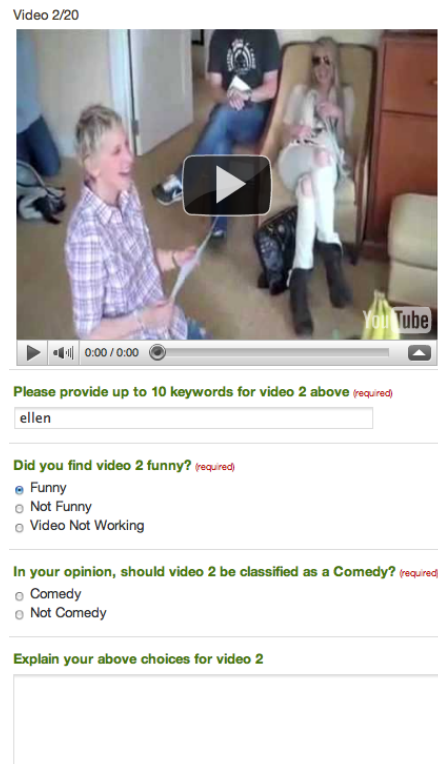 Video 2/20
YouTube
0:00 / 0:00
Please provide up to 10 keywords for video 2 above (required)
ellen
Did you find video 2 funny? (required)
Funny
Not Funny
Video Not Working
In your opinion, should video 2 be classified as a Comedy? (required)
Comedy
Not Comedy
Explain your above choices for video 2